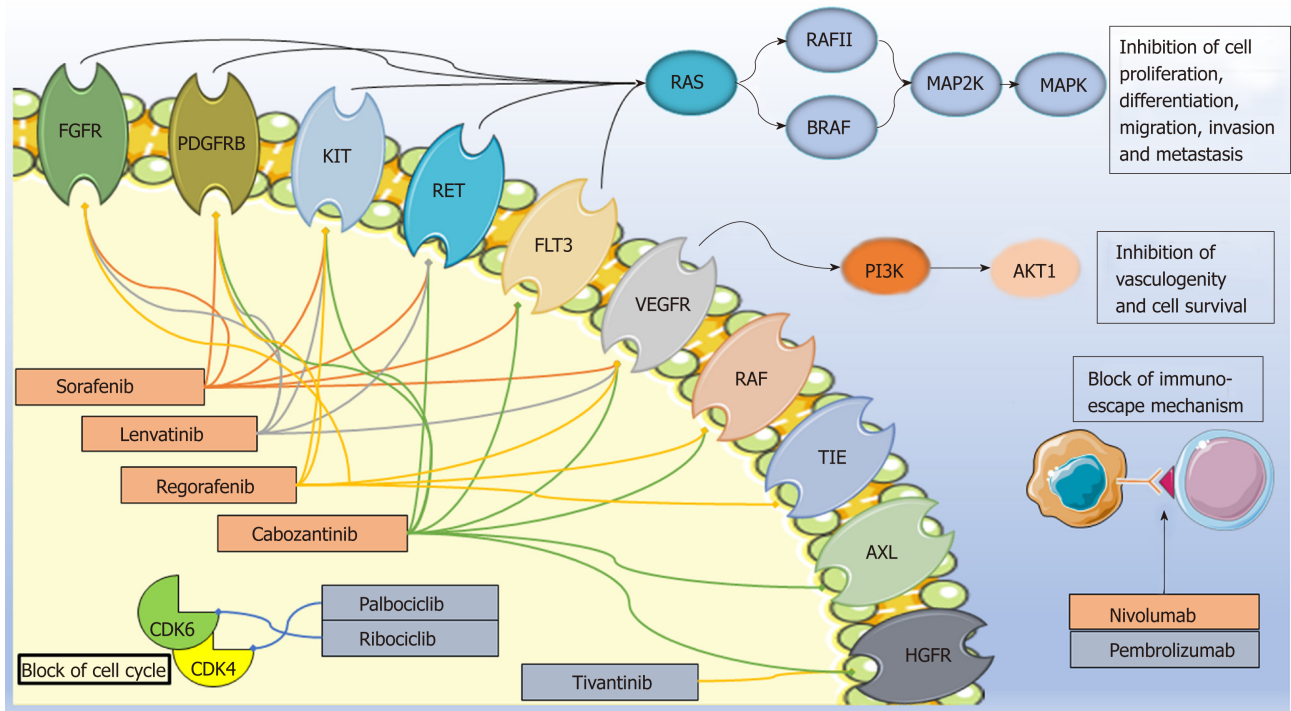 FGFR
PDGFRB
KIT
RET
FLT3
VEGFR
RAF
TIE
AXL
HGFR
RAS
RAFII
BRAF
MAP2K
MAPK
Inhibition of cell
proliferation,
differentiation,
migration, invasion
and metastasis
PI3K
AKT1
Inhibition of
vasculogenity
and cell survival
Block of immuno-
escape mechanism
Nivolumab
Pembrolizumab
Sorafenib
Lenvatinib
Regorafenib
Cabozantinib
Palbociclib
Ribociclib
CDK6
CDK4
Block of cell cycle
Tivantinib